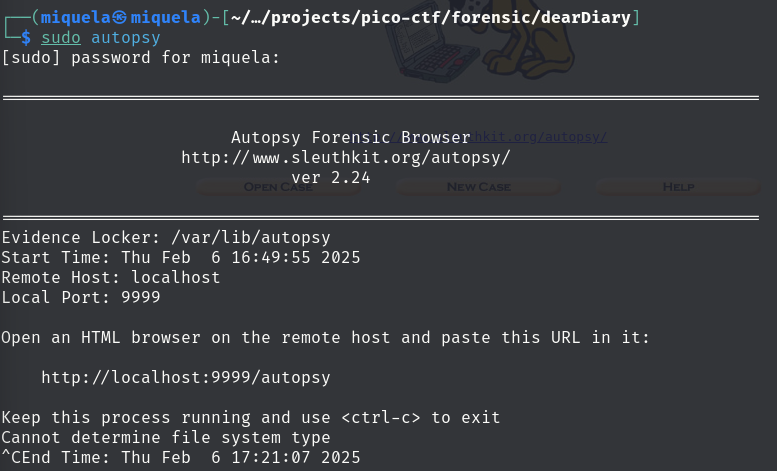 ┌──(miquela㉿miquela)-[~/…/projects/pico-ctf/forensic/dearDiary]
└─$ sudo autopsy
[sudo] password for miquela:
============================================================================
Autopsy Forensic Browser
http://www.sleuthkit.org/autopsy/
ver 2.24
OPEN CASE NEW CASE HELP
============================================================================
Evidence Locker: /var/lib/autopsy
Start Time: Thu Feb  6 16:49:55 2025
Remote Host: localhost
Local Port: 9999
Open an HTML browser on the remote host and paste this URL in it:
http://localhost:9999/autopsy
Keep this process running and use <ctrl-c> to exit
Cannot determine file system type
^CEnd Time: Thu Feb  6 17:21:07 2025